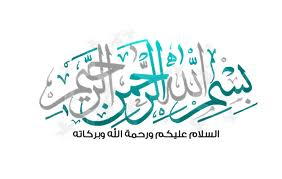 بسم الله الرحمن الرحيم
السلام عليكم ورحمة الله وبركاته